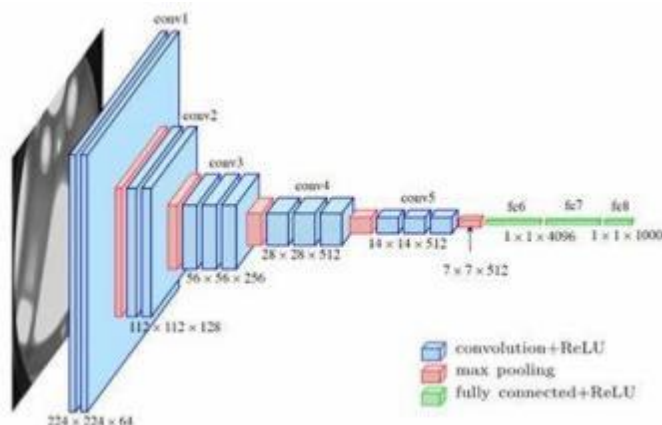 conv1
conv2
conv3
conv4
conv5
fc6 fc7 fc8
1 × 1 × 4096 1 × 1 × 1000
14 × 14 × 512
28 × 28 × 512
7 × 7 × 512
56 × 56 × 256
112 × 112 × 128
224 × 224 × 64
convolution+ReLU
max pooling
fully connected+ReLU